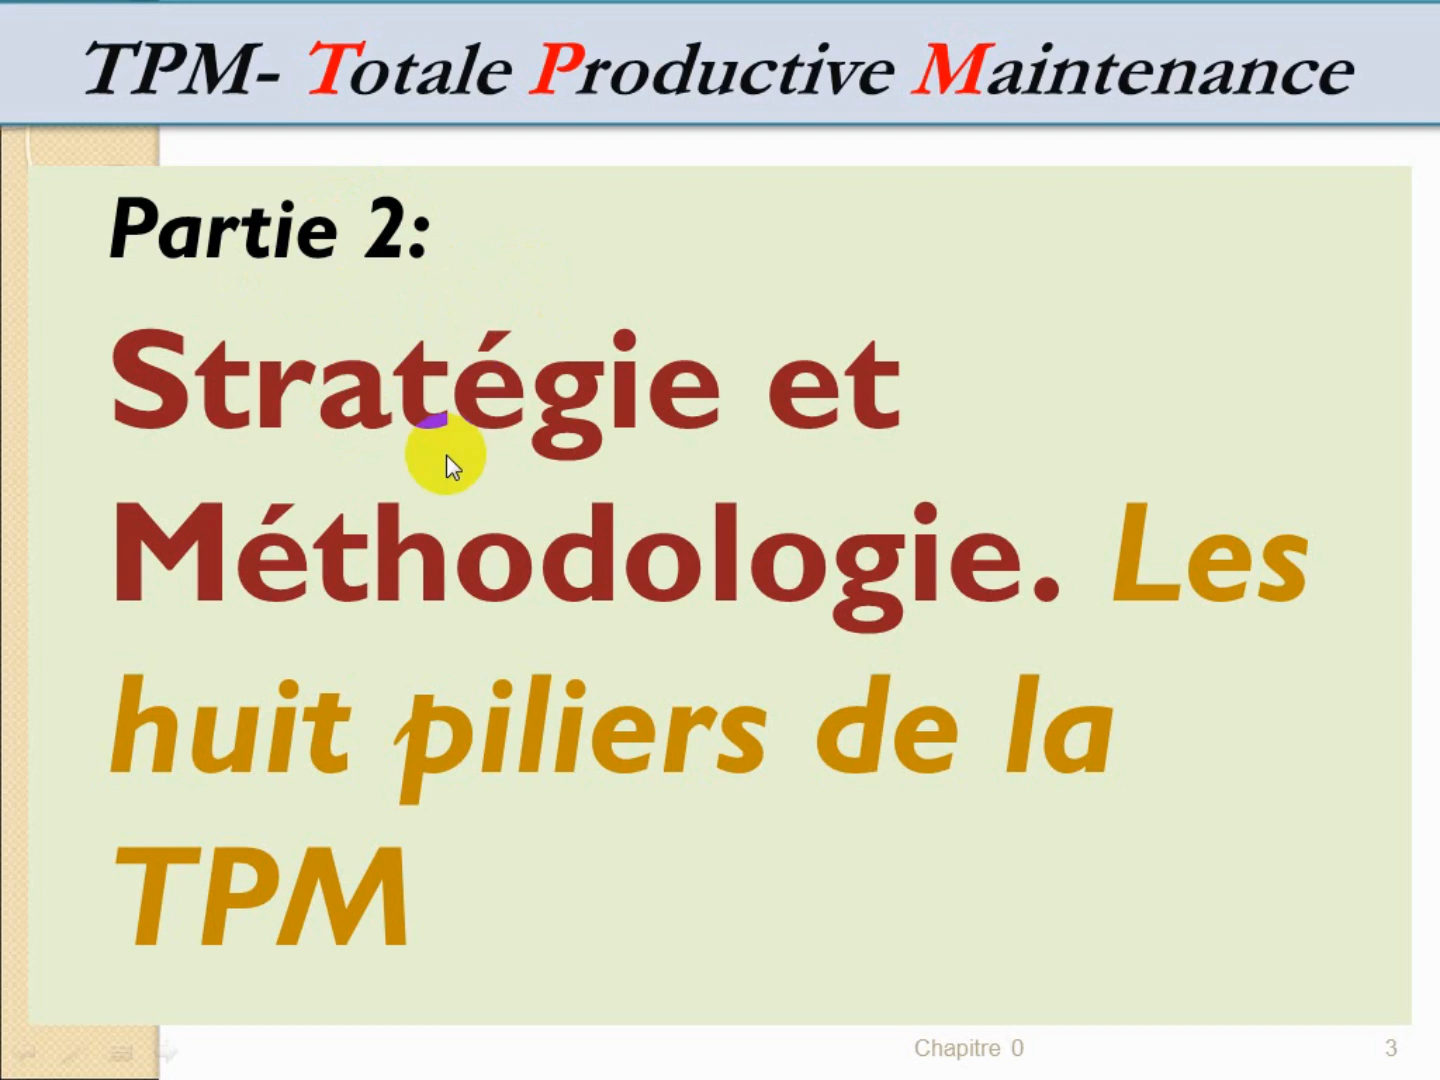 TPM- Totale Productive Maintenance
Partie 2:
Stratégie et
Méthodologie. Les
huit piliers de la
TPM
Chapitre 0
3